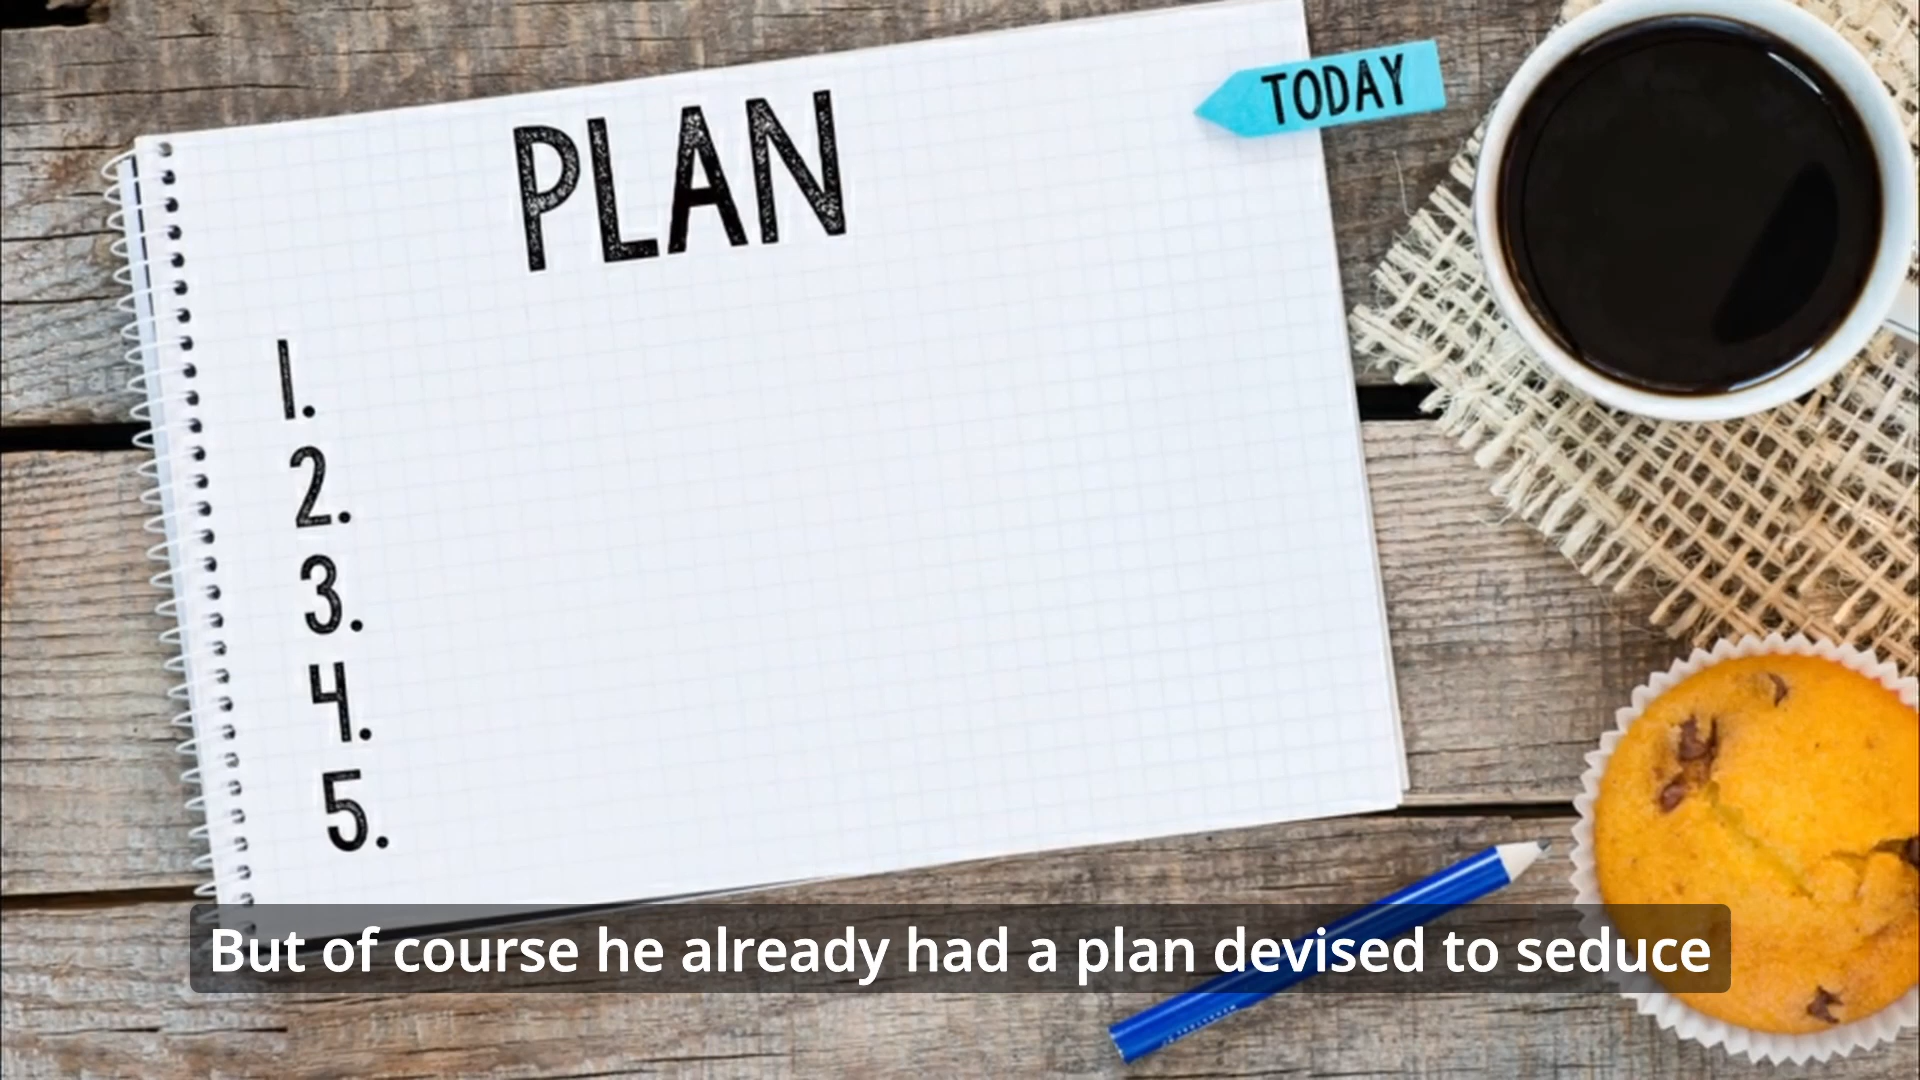 PLAN
TODAY
1.
2.
3.
4.
5.
But of course he already had a plan devised to seduce